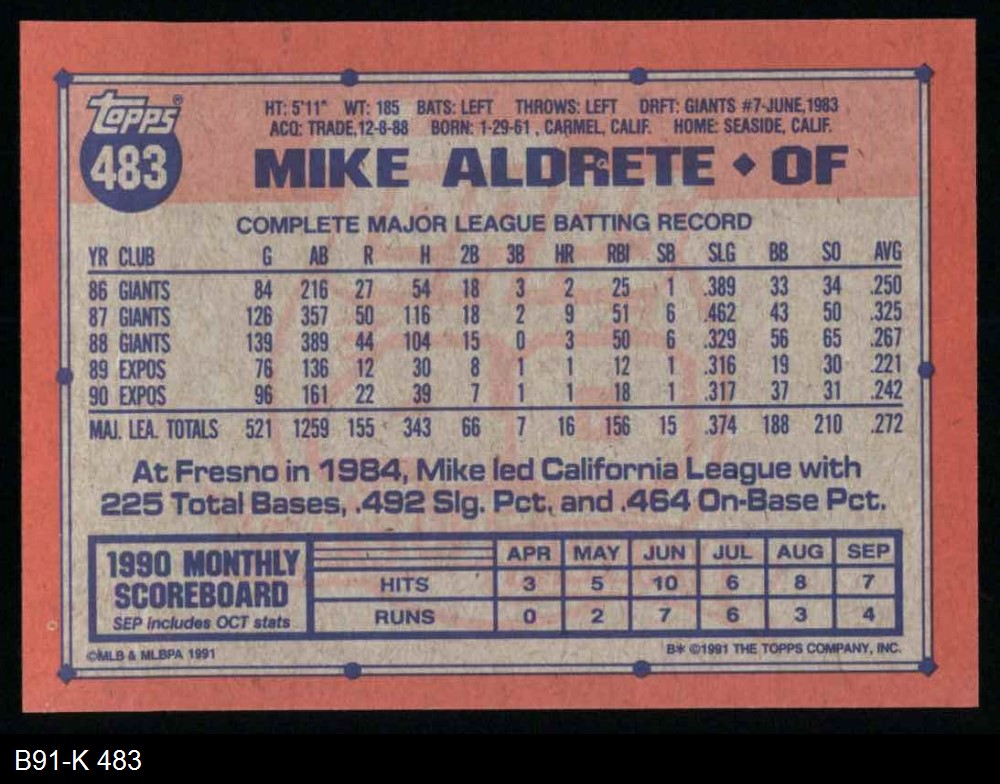 Topps®
483
HT: 5'11" WT: 185 BATS: LEFT THROWS: LEFT DRFT: GIANTS #7-JUNE,1983
ACQ: TRADE,12-8-88 BORN: 1-29-61 , CARMEL, CALIF. HOME: SEASIDE, CALIF.
MIKE ALDRETE ◆ OF
COMPLETE MAJOR LEAGUE BATTING RECORD
YR CLUB G AB R H 2B 3B HR RBI SB SLG BB SO AVG
86 GIANTS 84 216 27 54 18 3 2 25 1 .389 33 34 .250
87 GIANTS 126 357 50 116 18 2 9 51 6 .462 43 50 .325
88 GIANTS 139 389 44 104 15 0 3 50 6 .329 56 65 .267
89 EXPOS 76 136 12 30 8 1 1 12 1 .316 19 30 .221
90 EXPOS 96 161 22 39 7 1 1 18 1 .317 37 31 .242
MAJ. LEA. TOTALS 521 1259 155 343 66 7 16 156 15 .374 188 210 .272
At Fresno in 1984, Mike led California League with
225 Total Bases, .492 Slg. Pct. and .464 On-Base Pct.
1990 MONTHLY
SCOREBOARD
SEP includes OCT stats
APR MAY JUN JUL AUG SEP
HITS 3 5 10 6 8 7
RUNS 0 2 7 6 3 4
©MLB & MLBPA 1991
B* ©1991 THE TOPPS COMPANY, INC.
B91-K 483